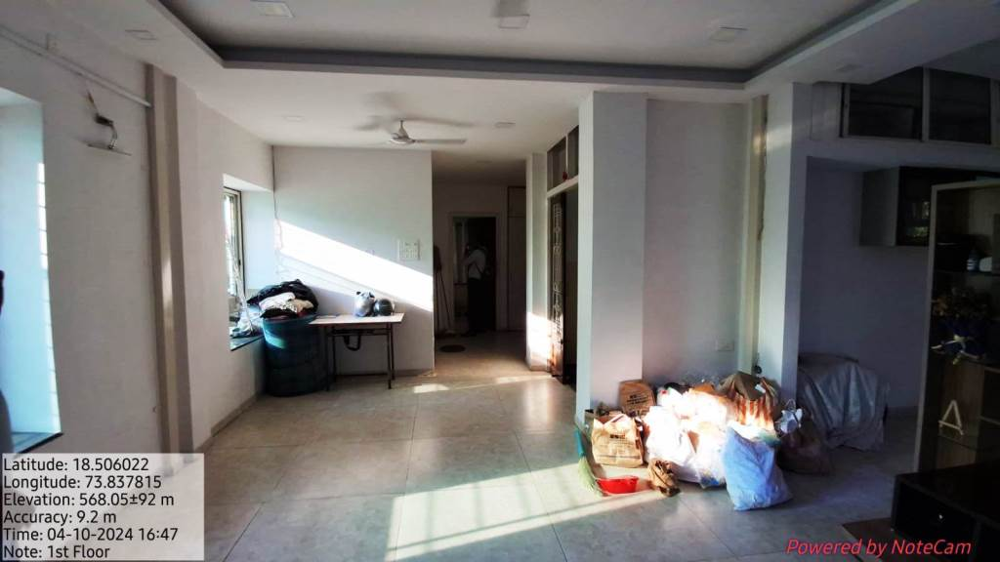 Latitude: 18.506022
Longitude: 73.837815
Elevation: 568.05±92 m
Accuracy: 9.2 m
Time: 04-10-2024 16:47
Note: 1st Floor
Powered by NoteCam